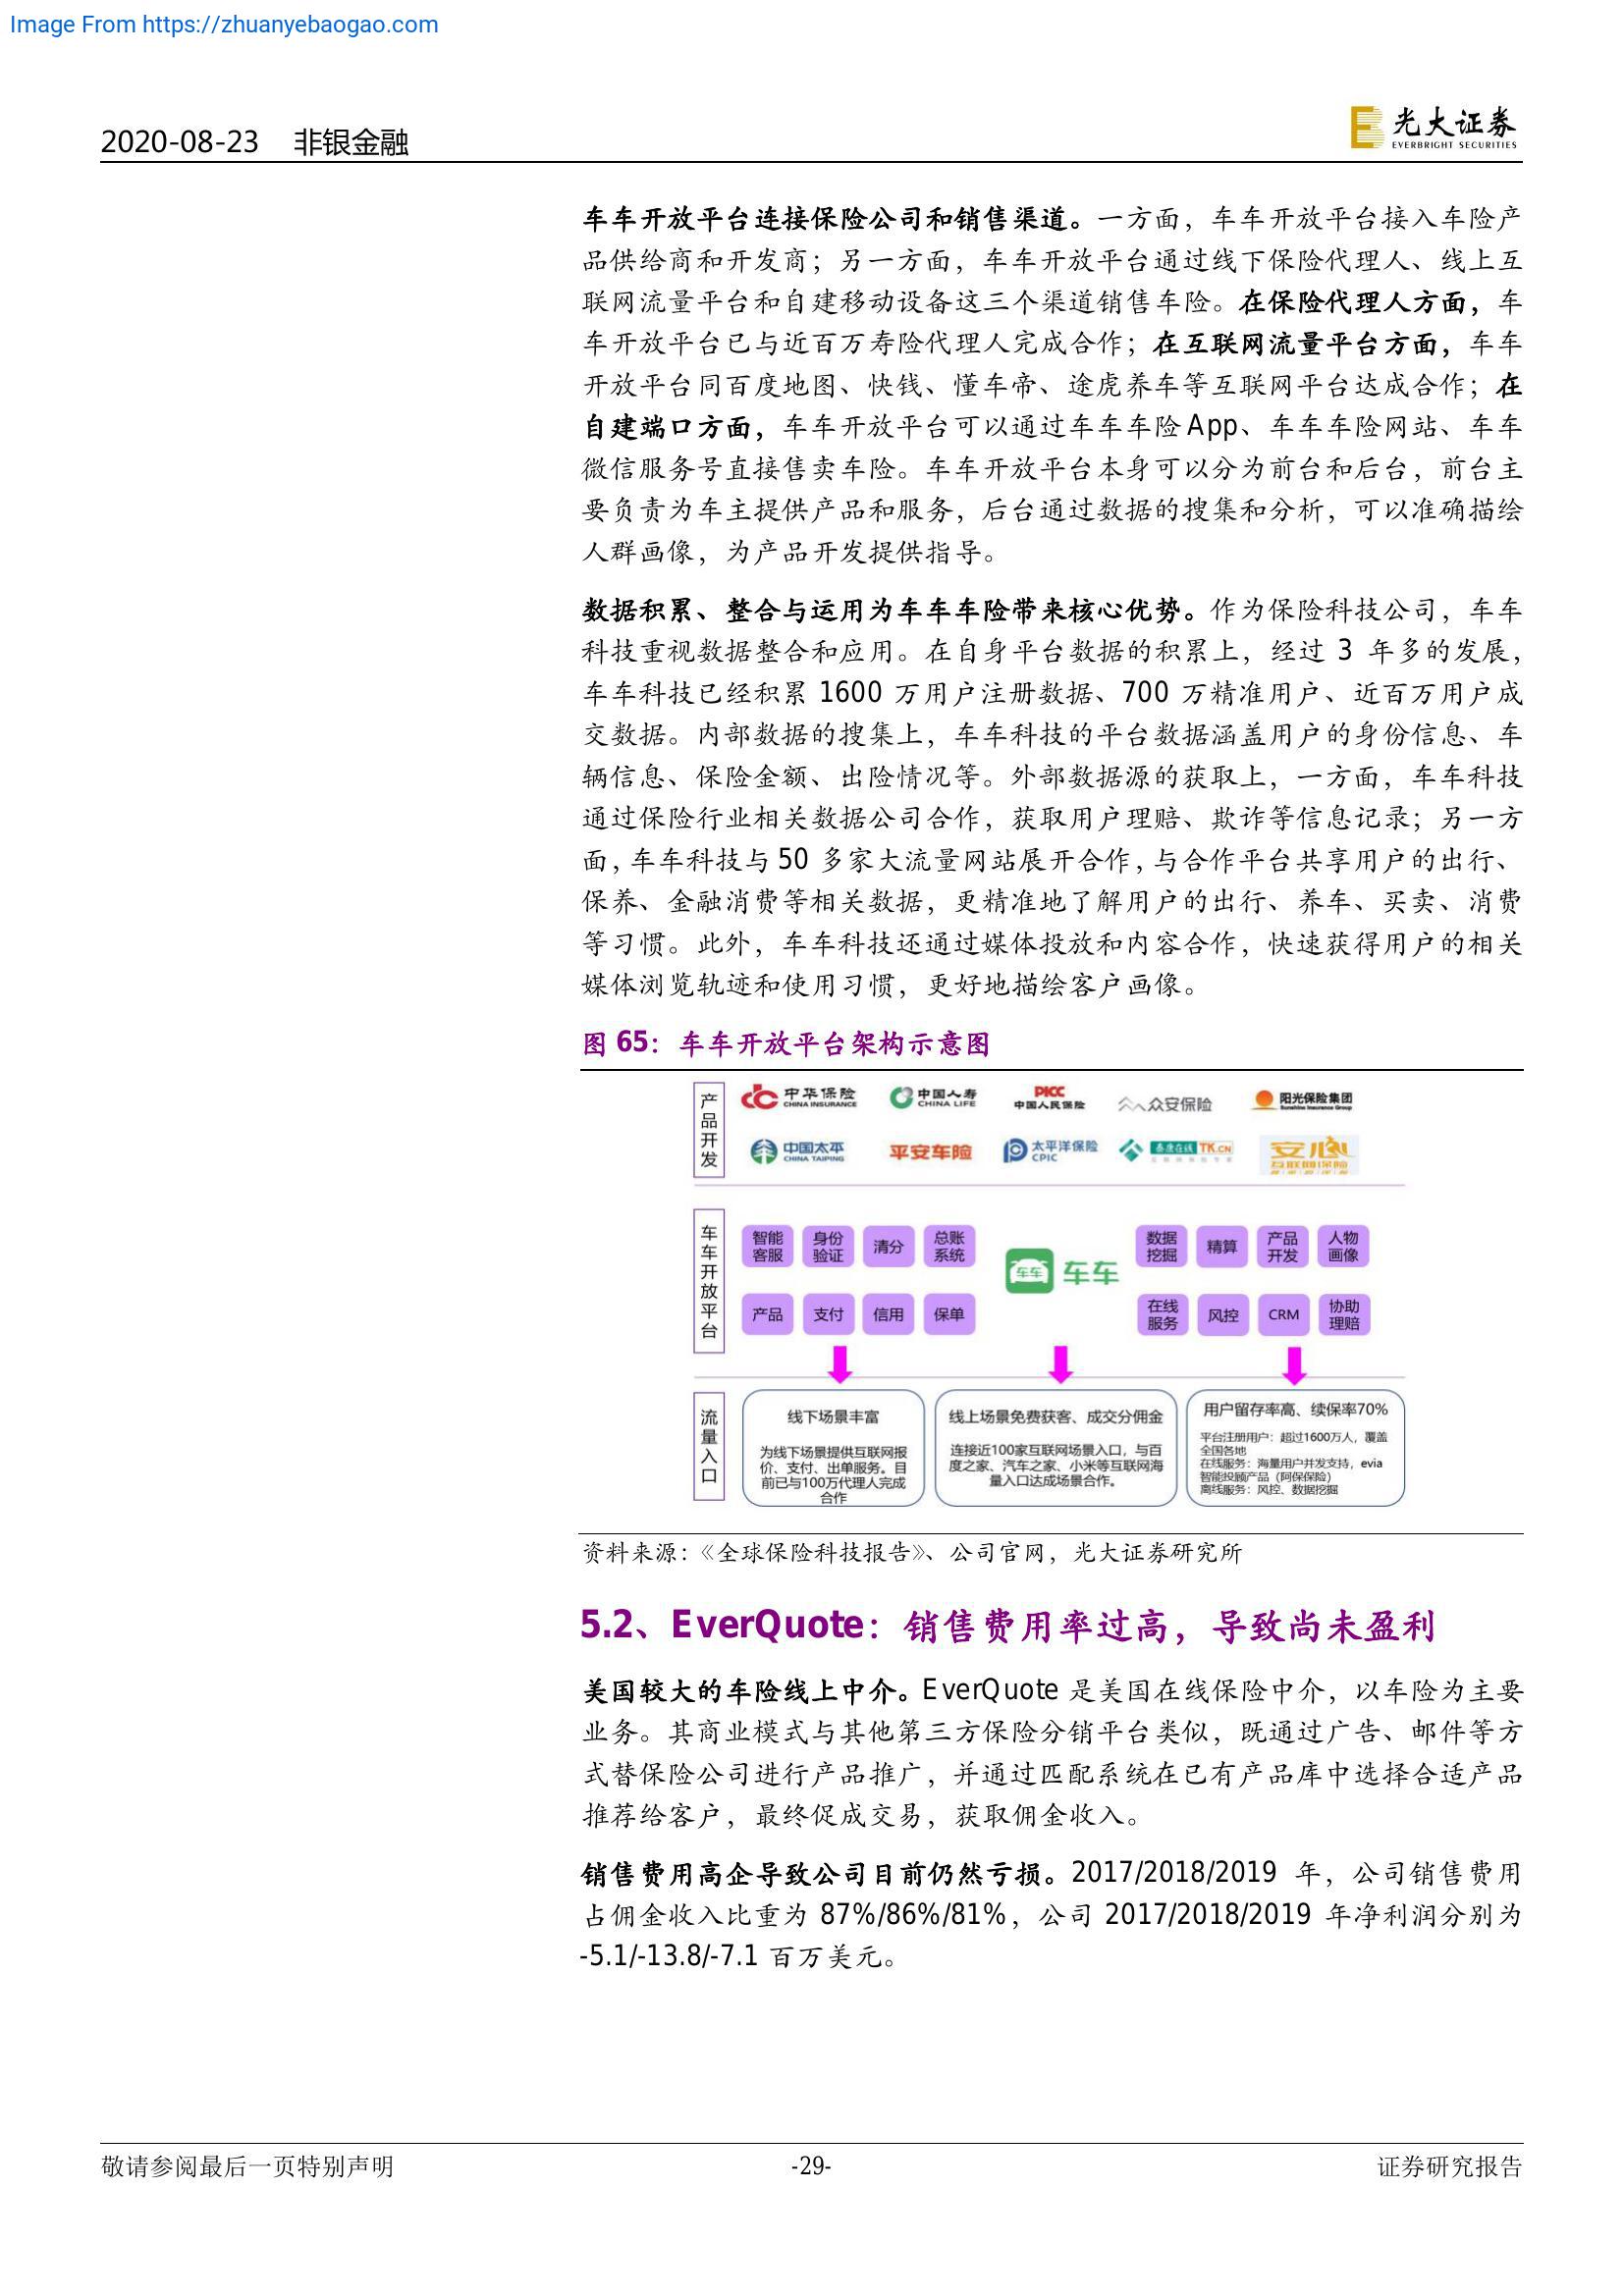 Image From https://zhuanyebaogao.com
2020-08-23 非银金融
光大证券
EVERBRIGHT SECURITIES
车车开放平台连接保险公司和销售渠道。一方面，车车开放平台接入车险产
品供给商和开发商；另一方面，车车开放平台通过线下保险代理人、线上互
联网流量平台和自建移动设备这三个渠道销售车险。在保险代理人方面，车
车开放平台已与近百万寿险代理人完成合作；在互联网流量平台方面，车车
开放平台同百度地图、快钱、懂车帝、途虎养车等互联网平台达成合作；在
自建端口方面，车车开放平台可以通过车车车险 App、车车车险网站、车车
微信服务号直接售卖车险。车车开放平台本身可以分为前台和后台，前台主
要负责为车主提供产品和服务，后台通过数据的搜集和分析，可以准确描绘
人群画像，为产品开发提供指导。
数据积累、整合与运用为车车车险带来核心优势。作为保险科技公司，车车
科技重视数据整合和应用。在自身平台数据的积累上，经过 3 年多的发展，
车车科技已经积累 1600 万用户注册数据、700 万精准用户、近百万用户成
交数据。内部数据的搜集上，车车科技的平台数据涵盖用户的身份信息、车
辆信息、保险金额、出险情况等。外部数据源的获取上，一方面，车车科技
通过保险行业相关数据公司合作，获取用户理赔、欺诈等信息记录；另一方
面，车车科技与 50 多家大流量网站展开合作，与合作平台共享用户的出行、
保养、金融消费等相关数据，更精准地了解用户的出行、养车、买卖、消费
等习惯。此外，车车科技还通过媒体投放和内容合作，快速获得用户的相关
媒体浏览轨迹和使用习惯，更好地描绘客户画像。
图 65：车车开放平台架构示意图
产品开发
中华保险 CHINA INSURANCE
中国人寿 CHINA LIFE
PICC 中国人民保险
众安保险
阳光保险集团 Sunshine Insurance Group
中国太平 CHINA TAIPING
平安车险
太平洋保险 CPIC
泰康在线 TK.CN
安心 互联网保险
车车开放平台
智能客服 身份验证 清分 总账系统
车车 车车
数据挖掘 精算 产品开发 人物画像
产品 支付 信用 保单
在线服务 风控 CRM 协助理赔
流量入口
线下场景丰富
为线下场景提供互联网报
价、支付、出单服务。目
前已与100万代理人完成
合作
线上场景免费获客、成交分佣金
连接近100家互联网场景入口，与百
度之家、汽车之家、小米等互联网海
量入口达成场景合作。
用户留存率高、续保率70%
平台注册用户：超过1600万人，覆盖
全国各地
在线服务：海量用户并发支持，evia
智能投顾产品（阿保保险）
离线服务：风控、数据挖掘
资料来源：《全球保险科技报告》、公司官网，光大证券研究所
5.2、EverQuote：销售费用率过高，导致尚未盈利
美国较大的车险线上中介。EverQuote 是美国在线保险中介，以车险为主要
业务。其商业模式与其他第三方保险分销平台类似，既通过广告、邮件等方
式替保险公司进行产品推广，并通过匹配系统在已有产品库中选择合适产品
推荐给客户，最终促成交易，获取佣金收入。
销售费用高企导致公司目前仍然亏损。2017/2018/2019 年，公司销售费用
占佣金收入比重为 87%/86%/81%，公司 2017/2018/2019 年净利润分别为
-5.1/-13.8/-7.1 百万美元。
敬请参阅最后一页特别声明 -29- 证券研究报告